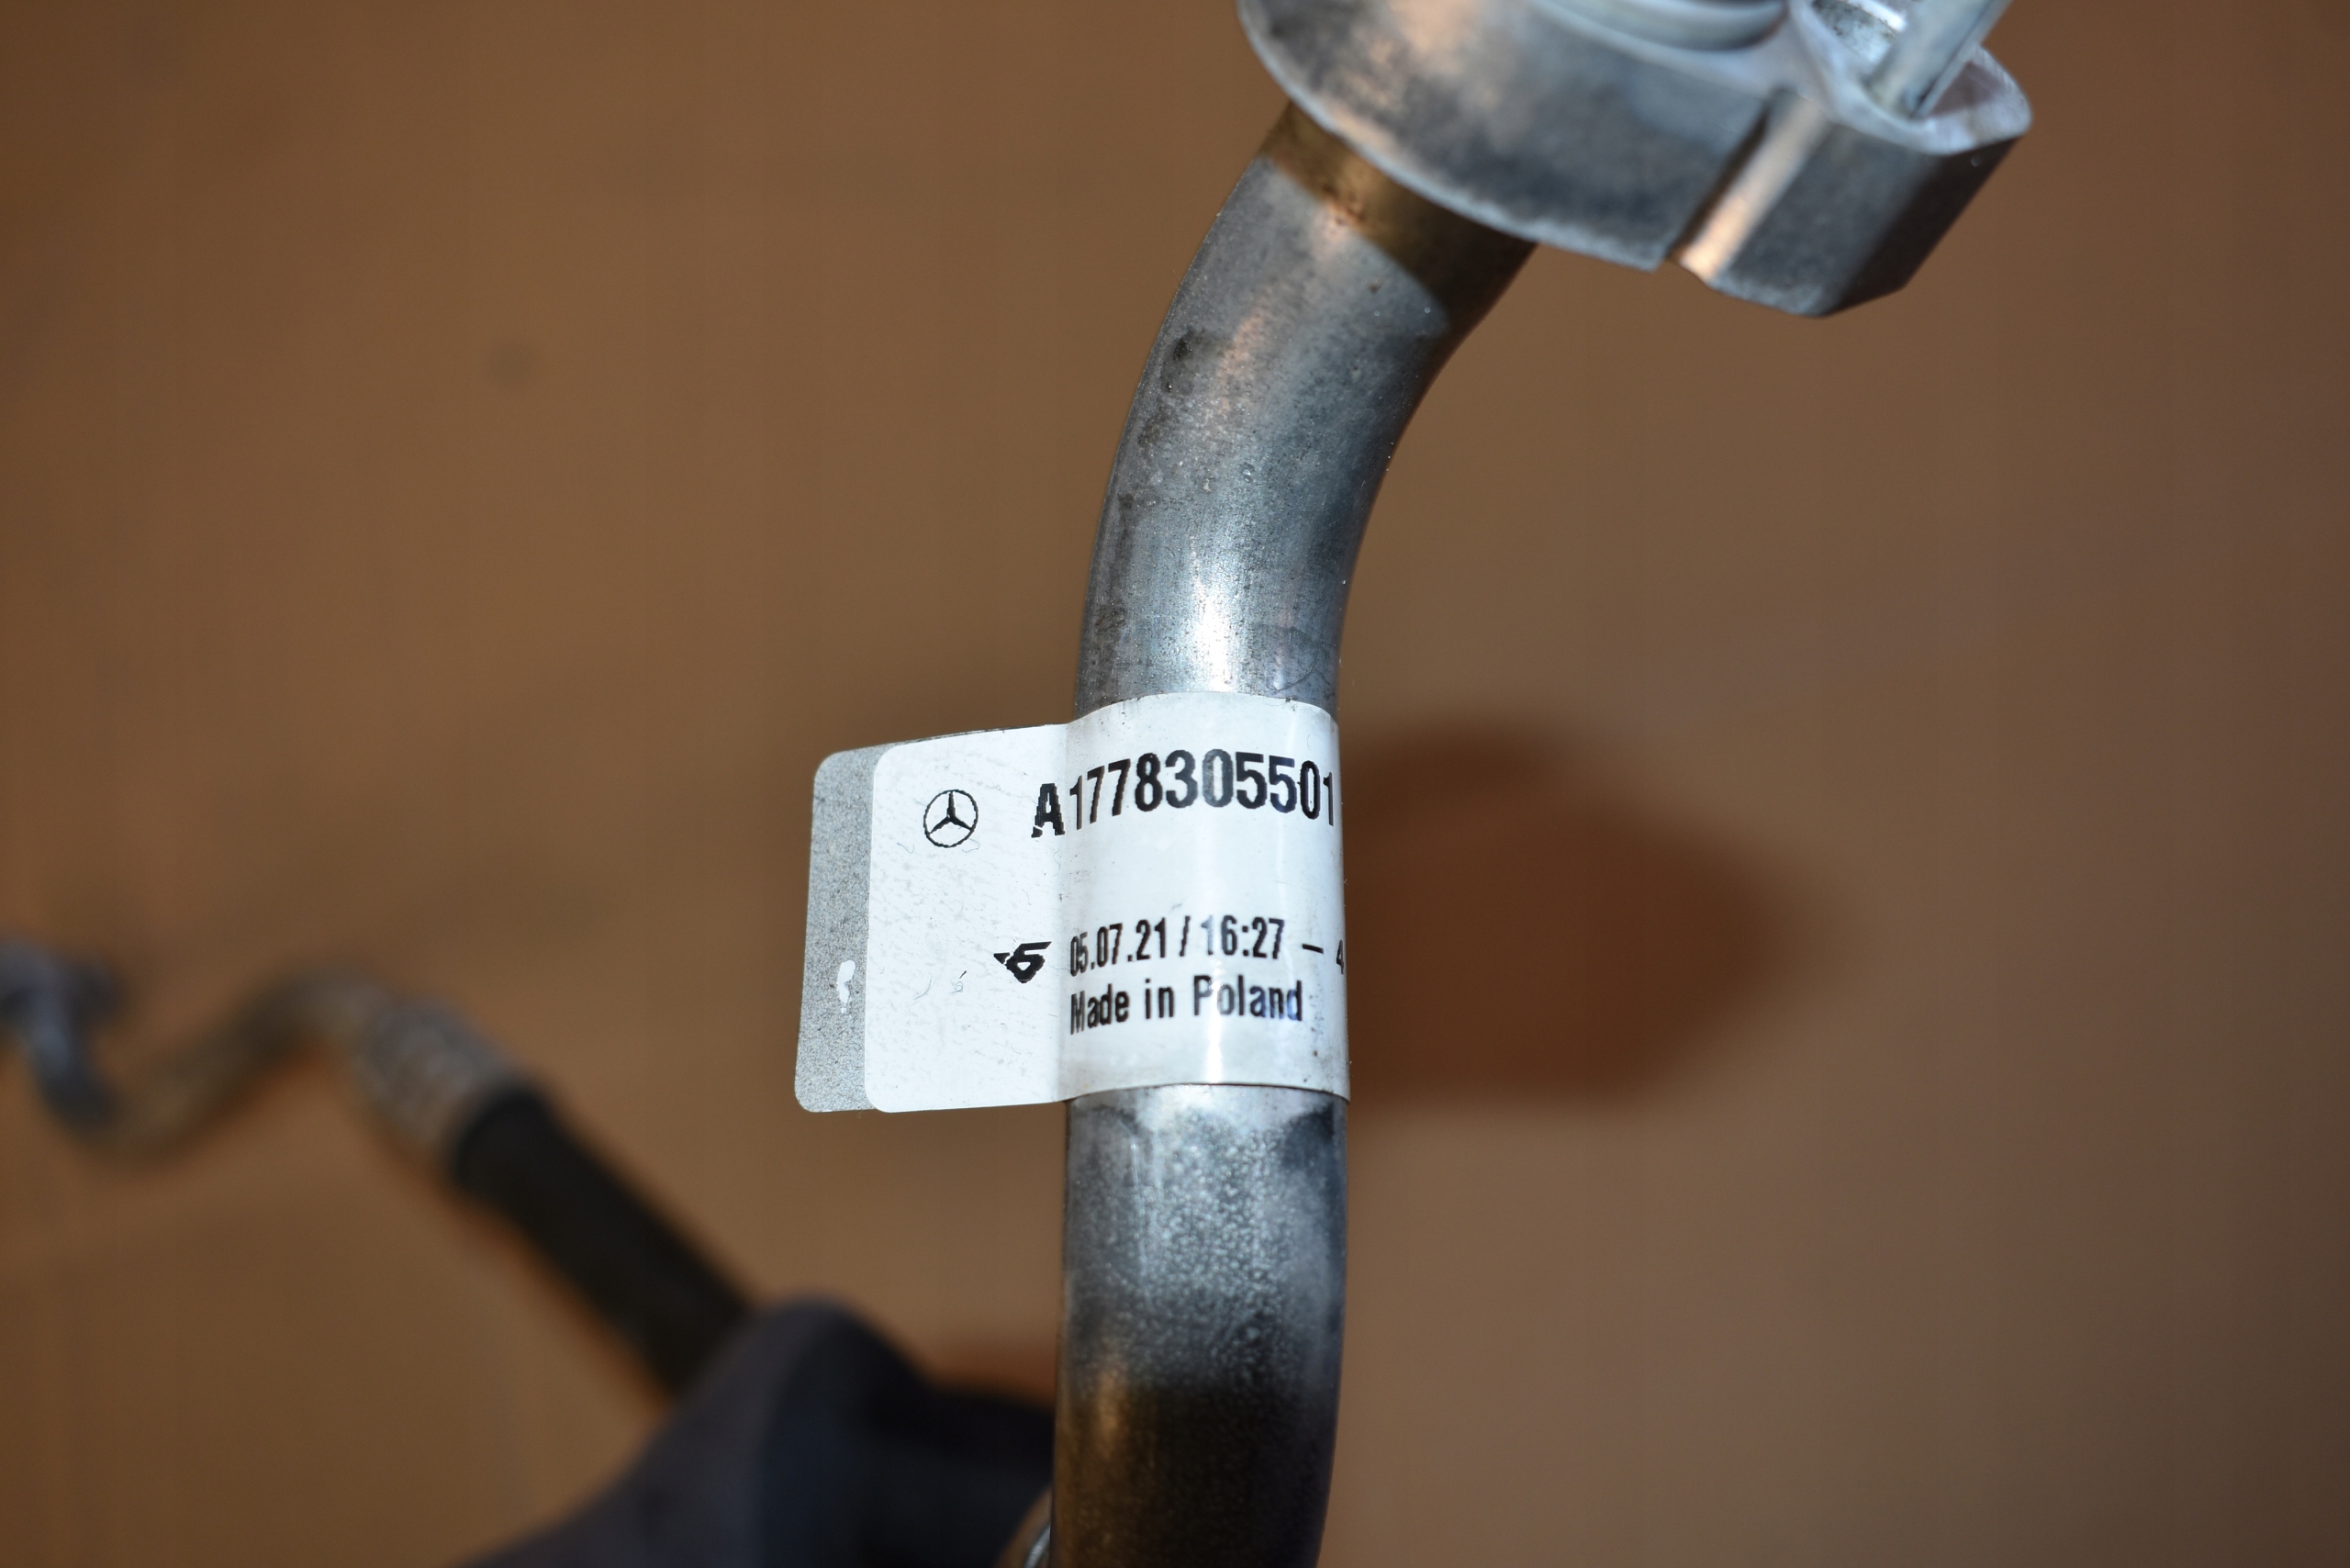 A1778305501
05.07.21 / 16:27 – 4
Made in Poland